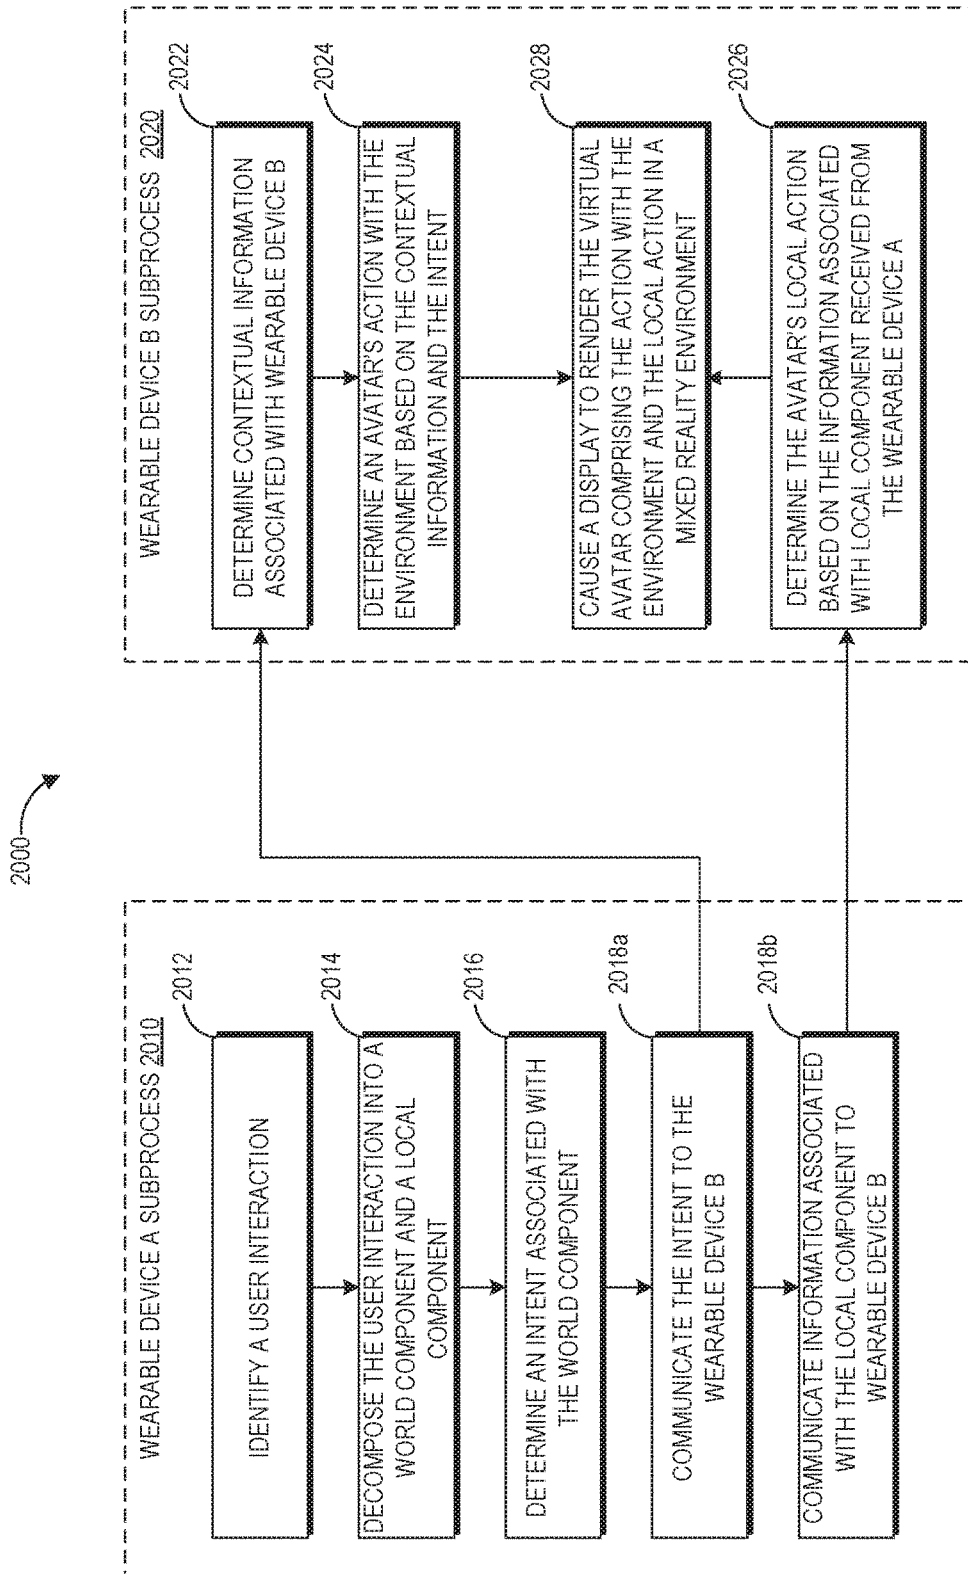 2000
WEARABLE DEVICE A SUBPROCESS 2010
2012
IDENTIFY A USER INTERACTION
2014
DECOMPOSE THE USER INTERACTION INTO A
WORLD COMPONENT AND A LOCAL
COMPONENT
2016
DETERMINE AN INTENT ASSOCIATED WITH
THE WORLD COMPONENT
2018a
COMMUNICATE THE INTENT TO THE
WEARABLE DEVICE B
2018b
COMMUNICATE INFORMATION ASSOCIATED
WITH THE LOCAL COMPONENT TO
WEARABLE DEVICE B
WEARABLE DEVICE B SUBPROCESS 2020
2022
DETERMINE CONTEXTUAL INFORMATION
ASSOCIATED WITH WEARABLE DEVICE B
2024
DETERMINE AN AVATAR'S ACTION WITH THE
ENVIRONMENT BASED ON THE CONTEXTUAL
INFORMATION AND THE INTENT
2028
CAUSE A DISPLAY TO RENDER THE VIRTUAL
AVATAR COMPRISING THE ACTION WITH THE
ENVIRONMENT AND THE LOCAL ACTION IN A
MIXED REALITY ENVIRONMENT
2026
DETERMINE THE AVATAR'S LOCAL ACTION
BASED ON THE INFORMATION ASSOCIATED
WITH LOCAL COMPONENT RECEIVED FROM
THE WEARABLE DEVICE A